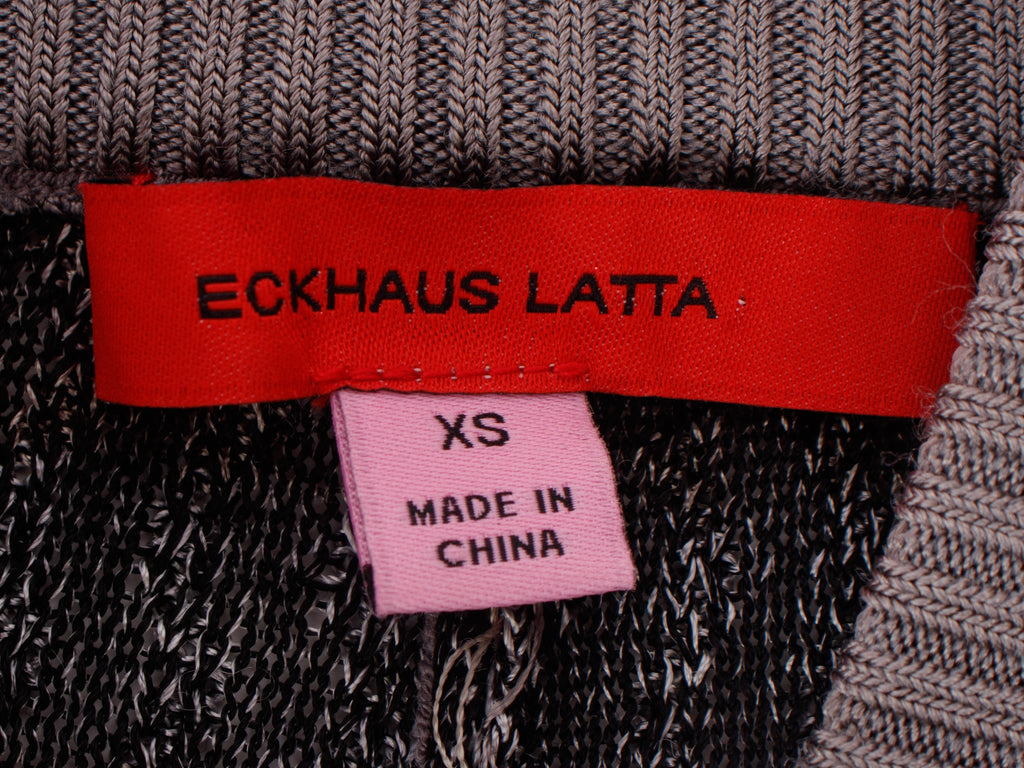 ECKHAUS LATTA
XS
MADE IN
CHINA